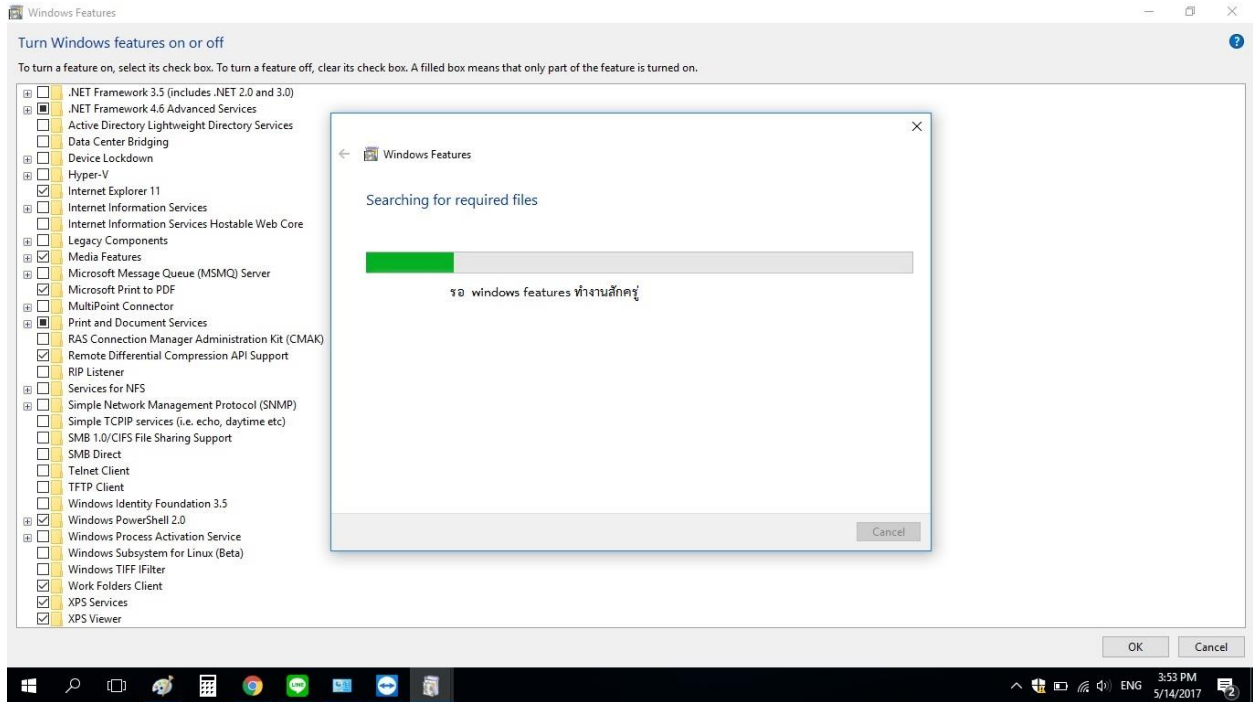 Windows Features
Turn Windows features on or off
To turn a feature on, select its check box. To turn a feature off, clear its check box. A filled box means that only part of the feature is turned on.
.NET Framework 3.5 (includes .NET 2.0 and 3.0)
.NET Framework 4.6 Advanced Services
Active Directory Lightweight Directory Services
Data Center Bridging
Device Lockdown
Hyper-V
Internet Explorer 11
Internet Information Services
Internet Information Services Hostable Web Core
Legacy Components
Media Features
Microsoft Message Queue (MSMQ) Server
Microsoft Print to PDF
MultiPoint Connector
Print and Document Services
RAS Connection Manager Administration Kit (CMAK)
Remote Differential Compression API Support
RIP Listener
Services for NFS
Simple Network Management Protocol (SNMP)
Simple TCPIP services (i.e. echo, daytime etc)
SMB 1.0/CIFS File Sharing Support
SMB Direct
Telnet Client
TFTP Client
Windows Identity Foundation 3.5
Windows PowerShell 2.0
Windows Process Activation Service
Windows Subsystem for Linux (Beta)
Windows TIFF IFilter
Work Folders Client
XPS Services
XPS Viewer
Windows Features
Searching for required files
รอ windows features ทำงานสักครู่
Cancel
OK
Cancel
LINE
ENG
3:53 PM
5/14/2017
2